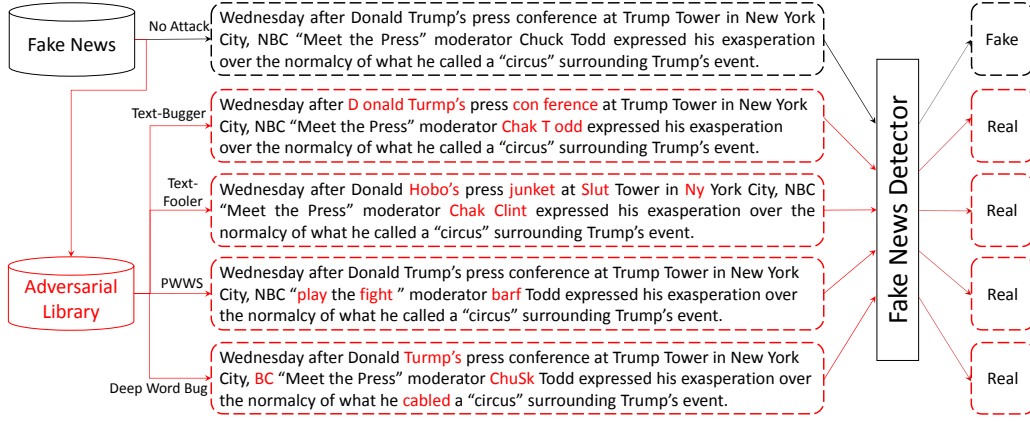 Fake News
No Attack
Wednesday after Donald Trump's press conference at Trump Tower in New York
City, NBC “Meet the Press” moderator Chuck Todd expressed his exasperation
over the normalcy of what he called a “circus” surrounding Trump's event.
Fake
Text-Bugger
Wednesday after D onald Turmp's press con ference at Trump Tower in New York
City, NBC “Meet the Press” moderator Chak T odd expressed his exasperation
over the normalcy of what he called a “circus” surrounding Trump's event.
Real
Text-
Fooler
Wednesday after Donald Hobo's press junket at Slut Tower in Ny York City, NBC
“Meet the Press” moderator Chak Clint expressed his exasperation over the
normalcy of what he called a “circus” surrounding Trump's event.
Real
Fake News Detector
Adversarial
Library
PWWS
Wednesday after Donald Trump's press conference at Trump Tower in New York
City, NBC “play the fight ” moderator barf Todd expressed his exasperation over
the normalcy of what he called a “circus” surrounding Trump's event.
Real
Deep Word Bug
Wednesday after Donald Turmp's press conference at Trump Tower in New York
City, BC “Meet the Press” moderator ChuSk Todd expressed his exasperation over
the normalcy of what he cabled a “circus” surrounding Trump's event.
Real